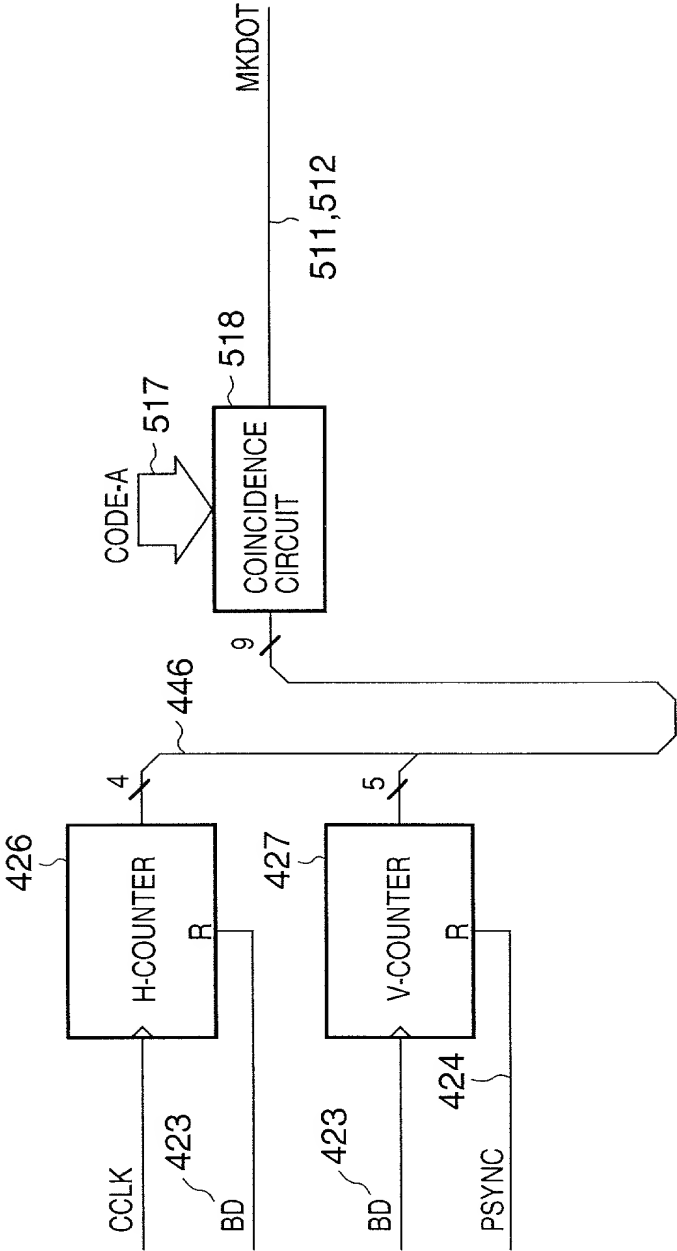 CCLK
423
BD
426
H-COUNTER
R
4
446
423
BD
PSYNC
424
427
V-COUNTER
R
5
9
CODE-A
517
518
COINCIDENCE
CIRCUIT
511,512
MKDOT